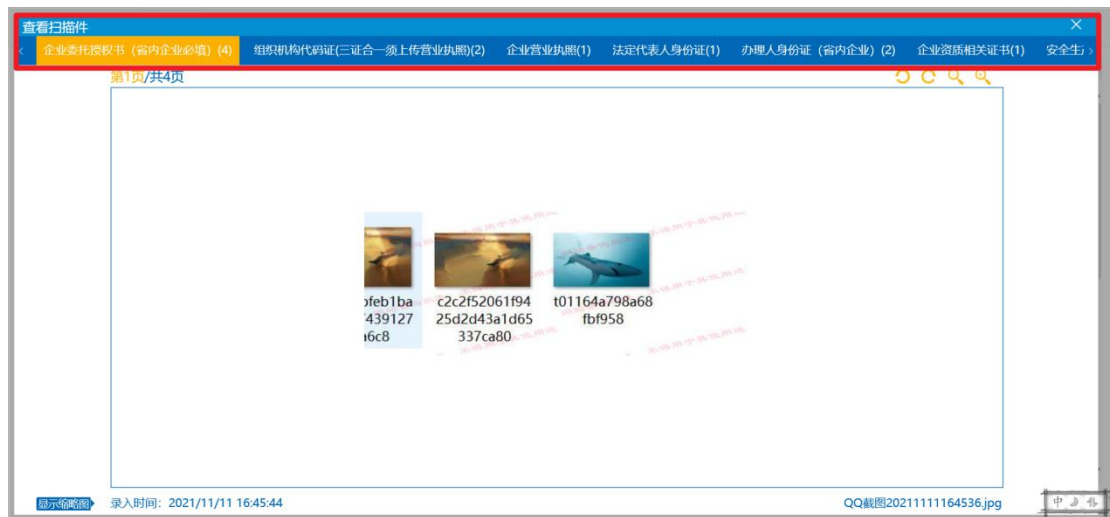 查看扫描件
企业委托授权书（省内企业必填）(4) 组织机构代码证(三证合一须上传营业执照)(2) 企业营业执照(1) 法定代表人身份证(1) 办理人身份证（省内企业）(2) 企业资质相关证书(1) 安全生
第1页/共4页
ofeb1ba c2c2f52061f94 t01164a798a68
439127 25d2d43a1d65 fbf958
a6c8 337ca80
显示缩略图 录入时间：2021/11/11 16:45:44 QQ截图20211111164536.jpg 中